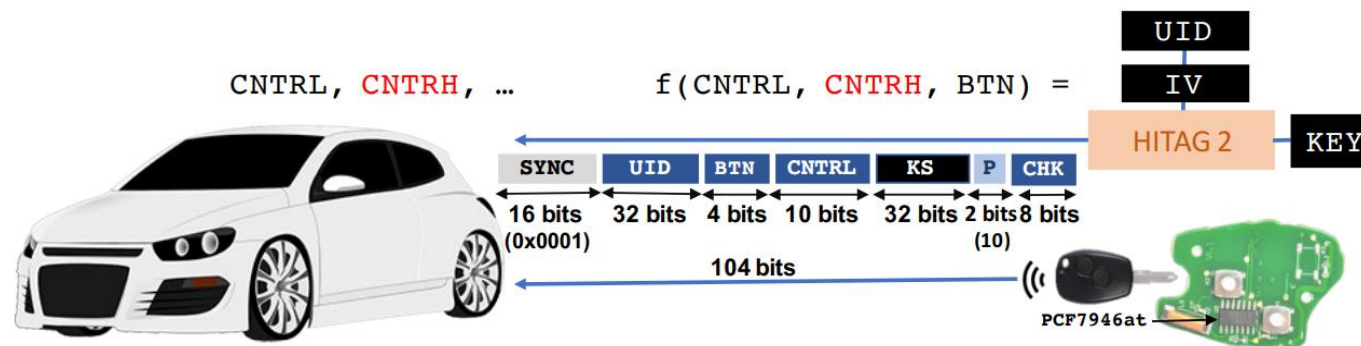 UID
CNTRL, CNTRH, … f(CNTRL, CNTRH, BTN) = IV
HITAG 2 KEY
SYNC UID BTN CNTRL KS P CHK
16 bits 32 bits 4 bits 10 bits 32 bits 2 bits 8 bits
(0x0001) (10)
104 bits
PCF7946at